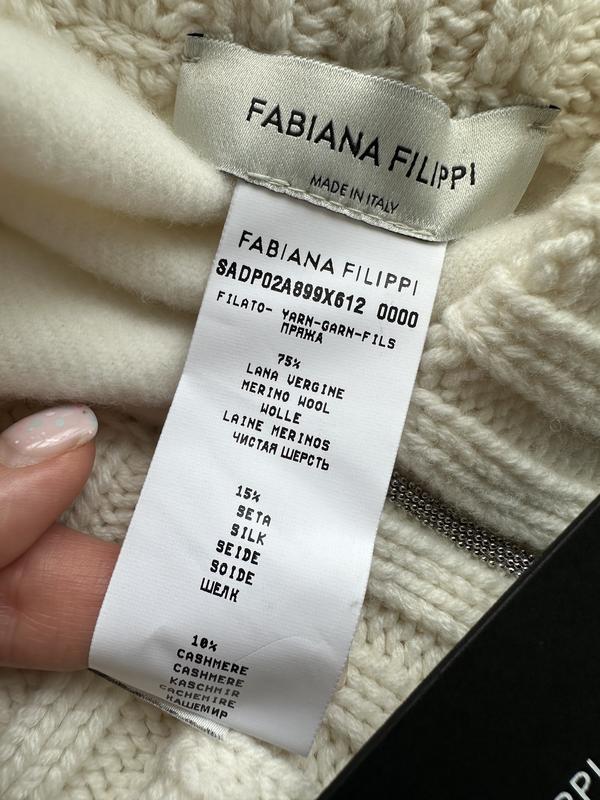 FABIANA FILIPPI
MADE IN ITALY
FABIANA FILIPPI
SADP02A899X612 0000
FILATO- YARN-GARN-FILS
ПРЯЖА
75%
LANA VERGINE
MERINO WOOL
WOLLE
LAINE MERINOS
ЧИСТАЯ ШЕРСТЬ
15%
SETA
SILK
SEIDE
SOIDE
ШЕЛК
10%
CASHMERE
CASHMERE
KASCHMIR
CACHEMIRE
КАШЕМИР